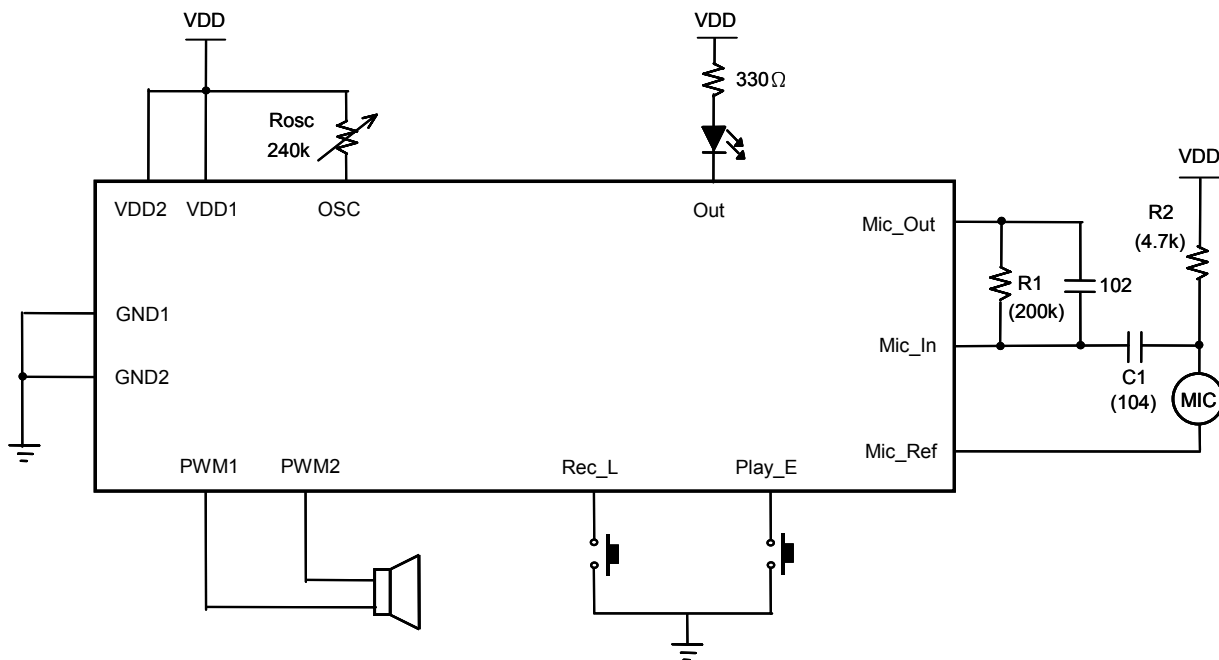 VDD
VDD
330Ω
Rosc
240k
VDD
VDD2 VDD1 OSC Out
Mic_Out
R2
(4.7k)
R1
(200k)
102
GND1
Mic_In
GND2
C1
(104)
MIC
Mic_Ref
PWM1 PWM2 Rec_L Play_E